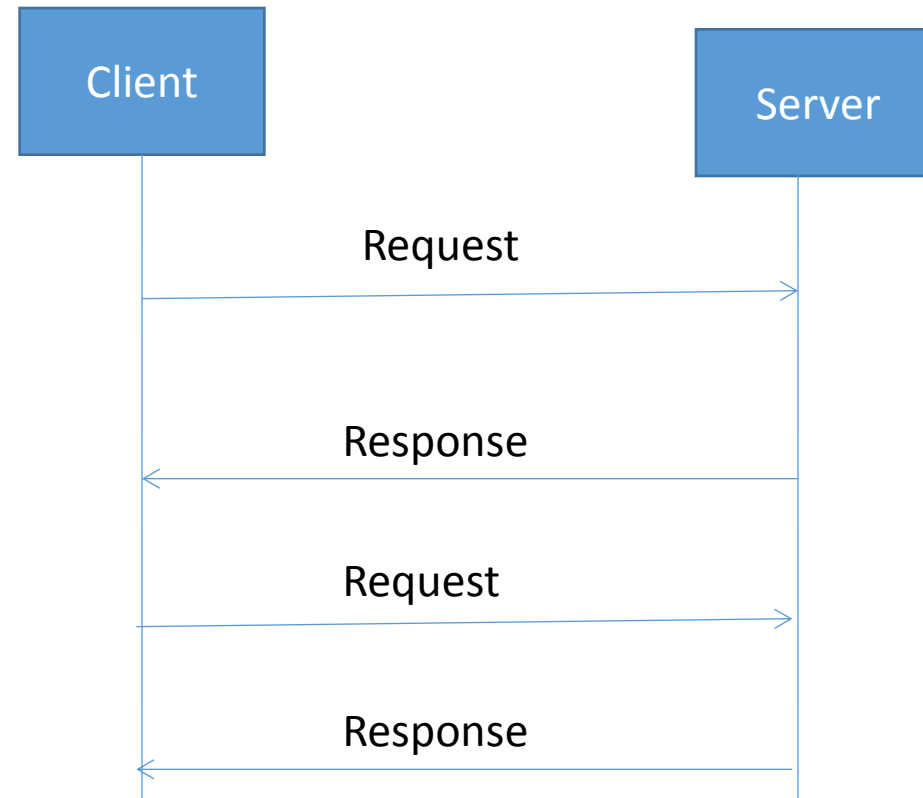 Client
Server
Request
Response
Request
Response